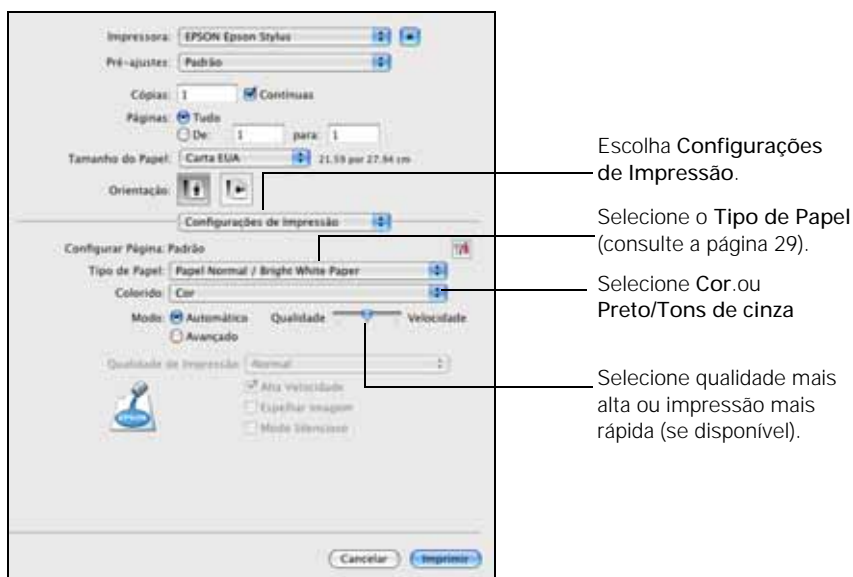 Impressora: EPSON Epson Stylus
Pré-ajustes: Padrão
Cópias: 1 Contínuas
Páginas: Tudo
De: 1 para: 1
Tamanho do Papel: Carta EUA 21.59 por 27.94 cm
Orientação:
Configurações de Impressão
Configurar Página: Padrão
Tipo de Papel: Papel Normal / Bright White Paper
Colorido: Cor
Modo: Automático Qualidade Velocidade
Avançado
Qualidade de Impressão: Normal
Alta Velocidade
Espelhar imagem
Modo Silencioso
EPSON
Cancelar Imprimir
Escolha Configurações
de Impressão.
Selecione o Tipo de Papel
(consulte a página 29).
Selecione Cor.ou
Preto/Tons de cinza
Selecione qualidade mais
alta ou impressão mais
rápida (se disponível).